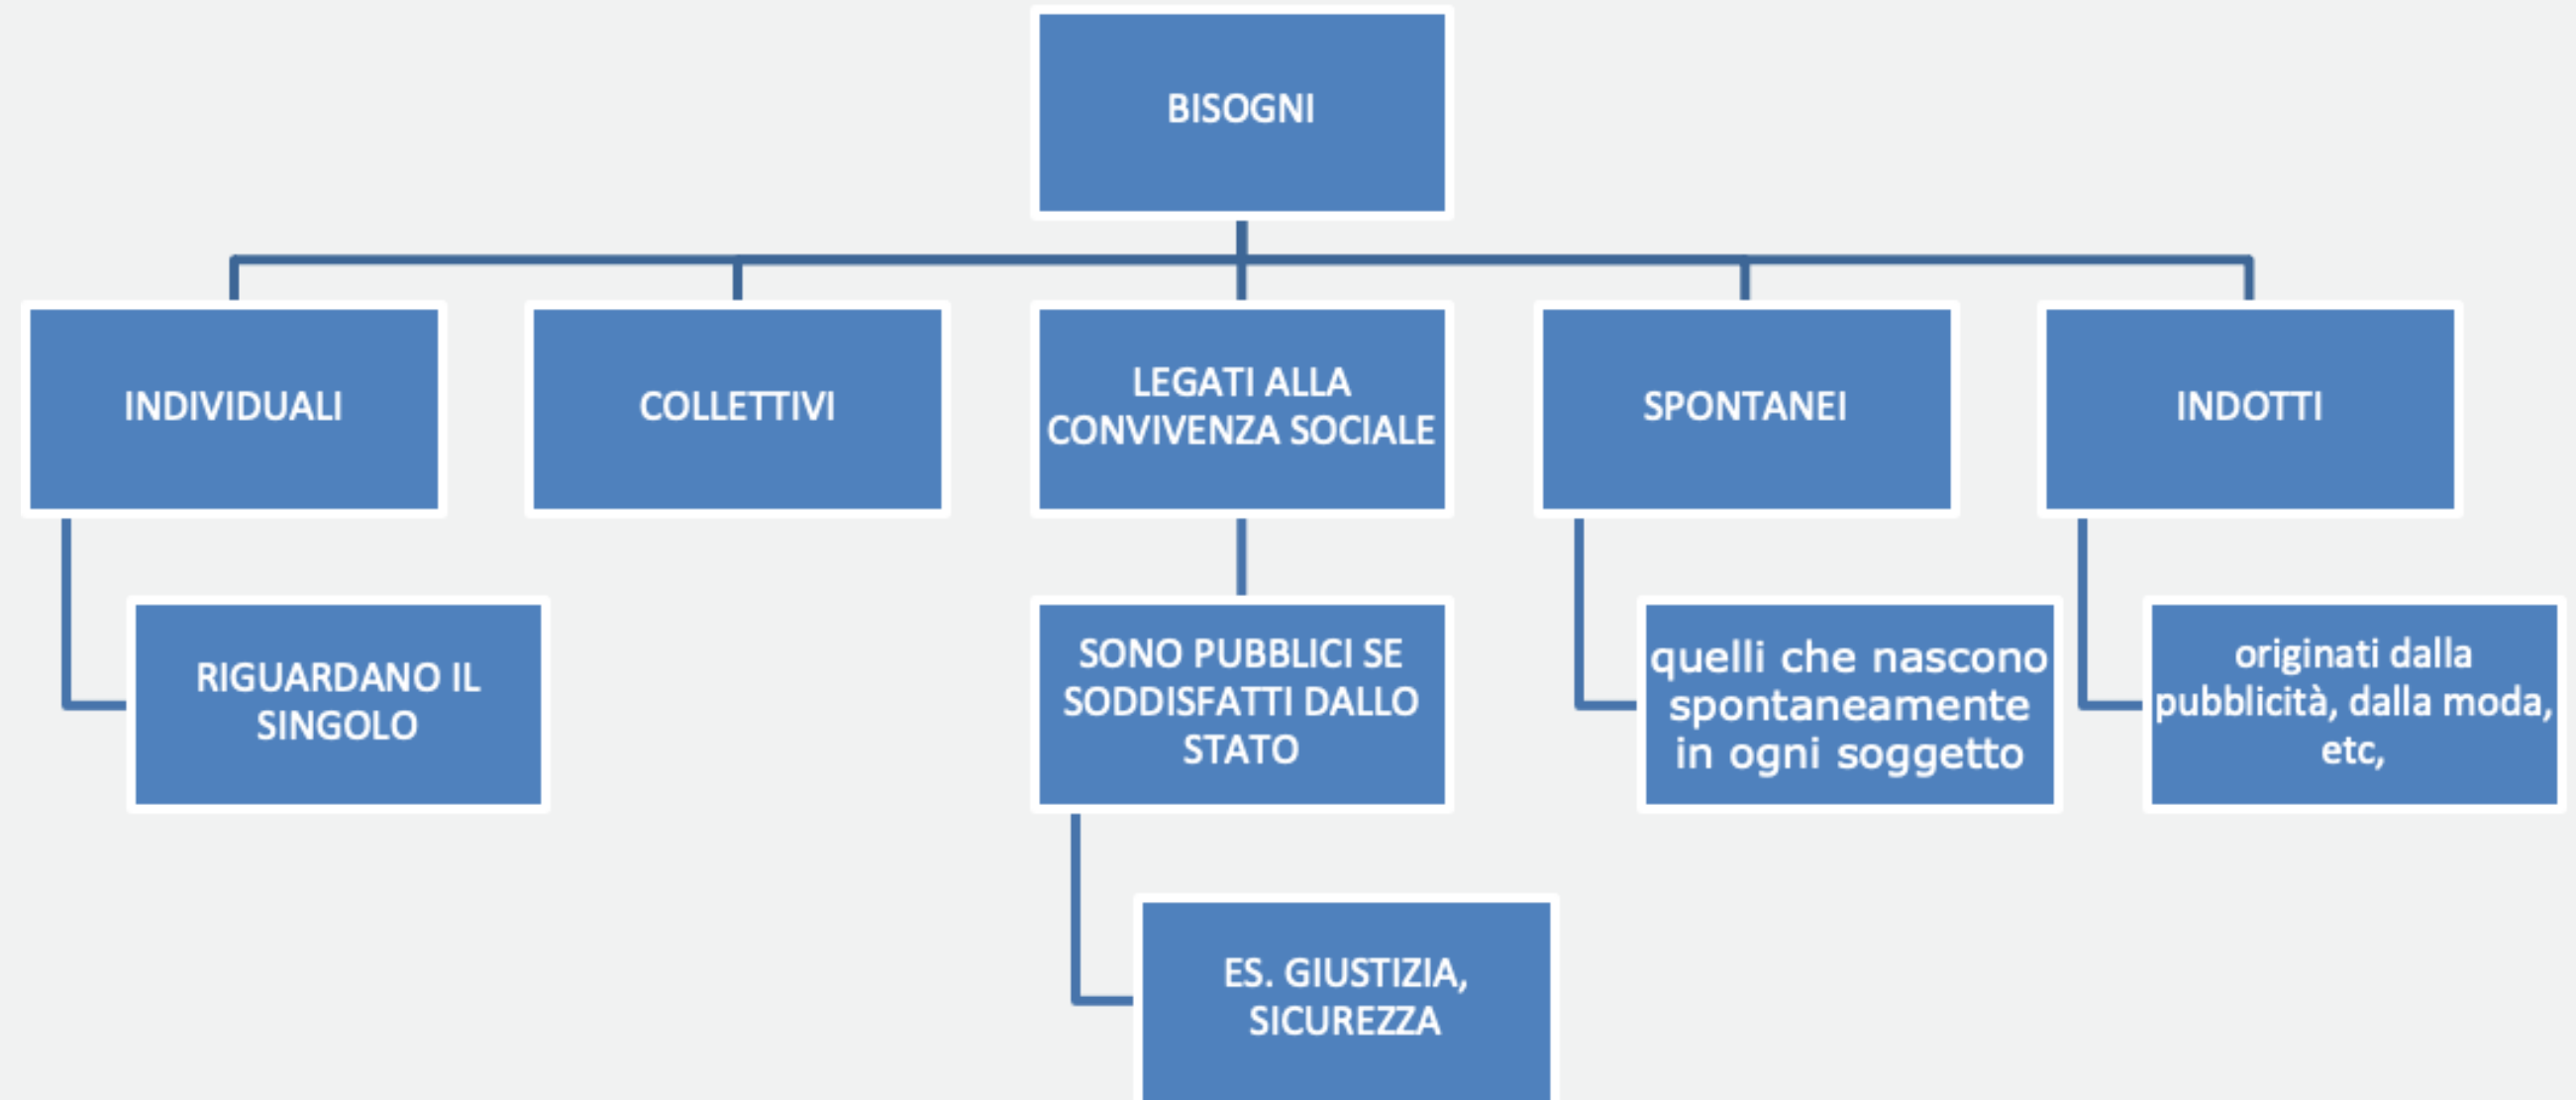 BISOGNI
INDIVIDUALI
COLLETTIVI
LEGATI ALLA
CONVIVENZA SOCIALE
SPONTANEI
INDOTTI
RIGUARDANO IL
SINGOLO
SONO PUBBLICI SE
SODDISFATTI DALLO
STATO
quelli che nascono
spontaneamente
in ogni soggetto
originati dalla
pubblicità, dalla moda,
etc,
ES. GIUSTIZIA,
SICUREZZA